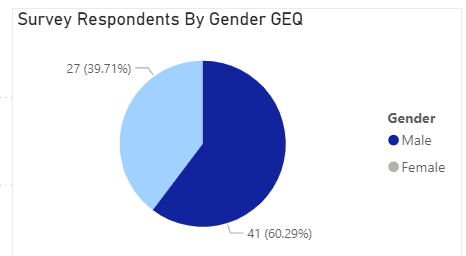 Survey Respondents By Gender GEQ
27 (39.71%)
Gender
Male
Female
41 (60.29%)